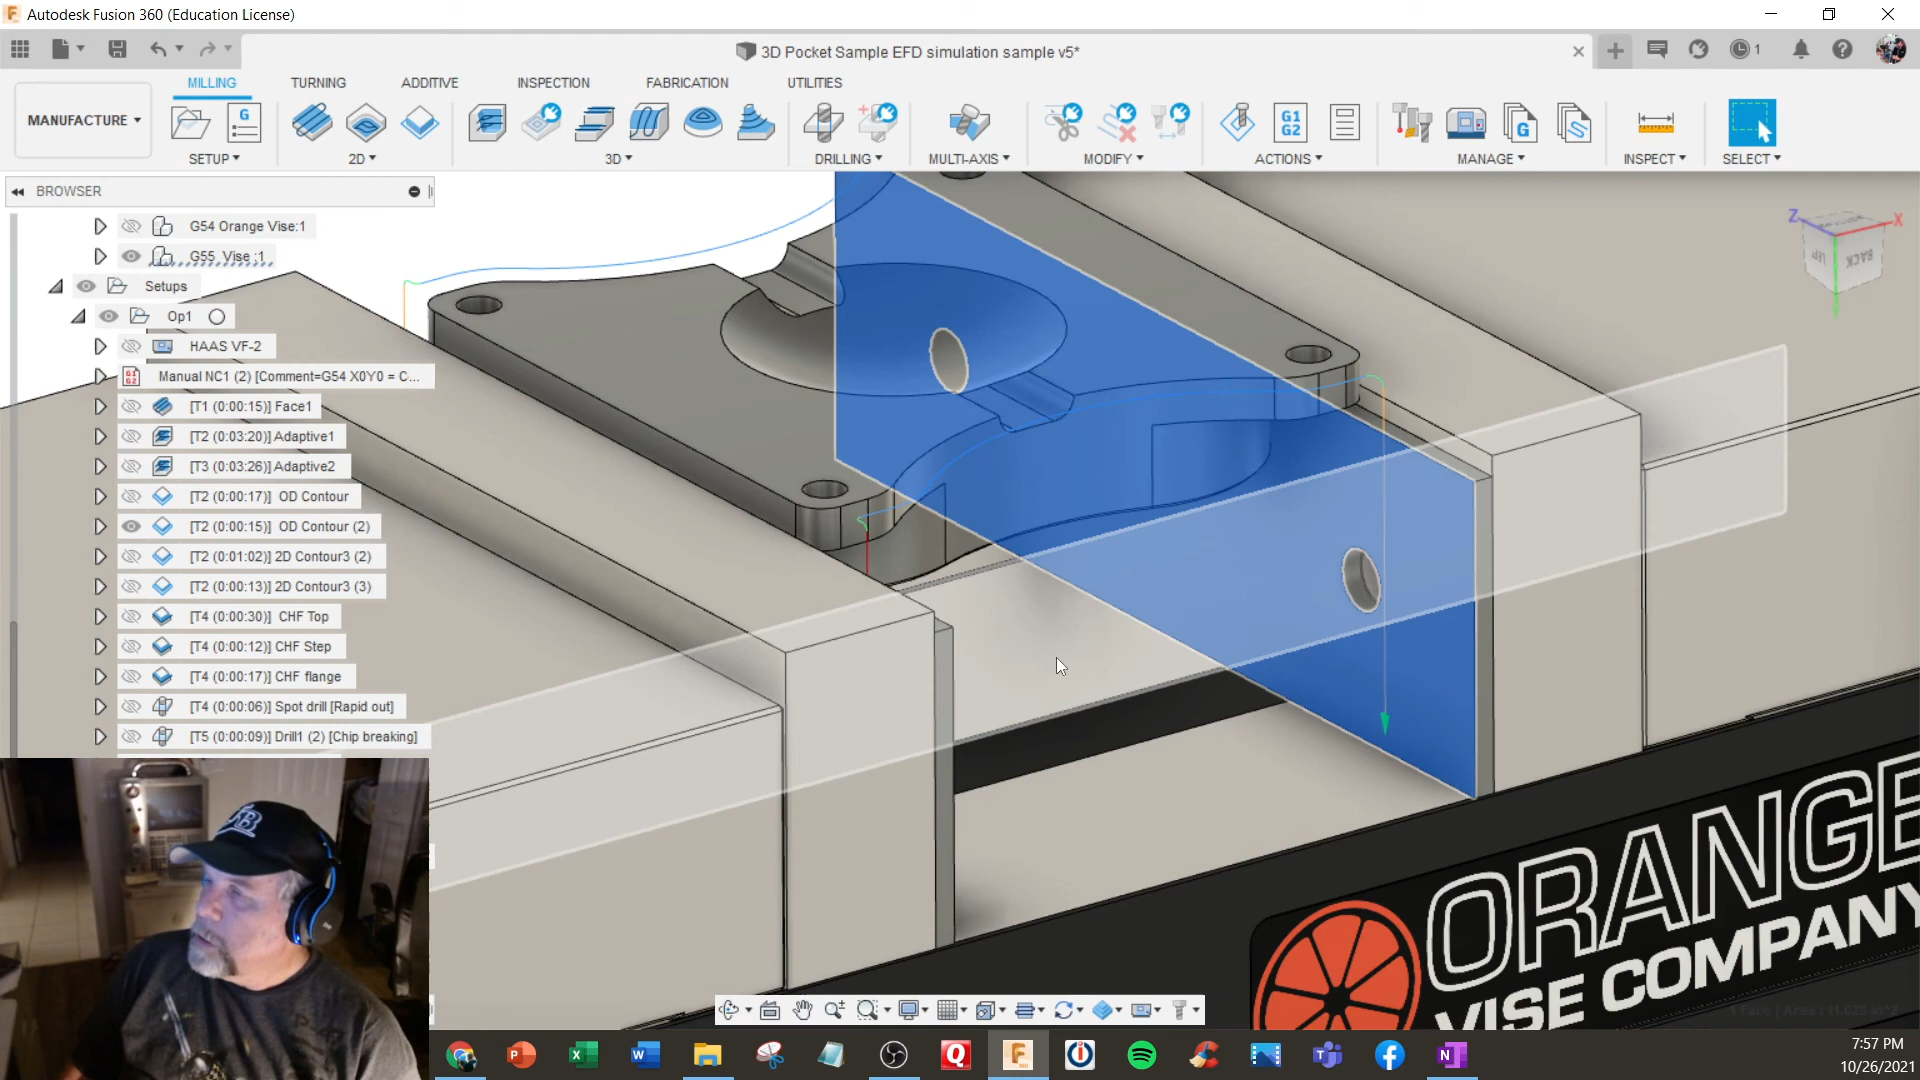 Autodesk Fusion 360 (Education License)
3D Pocket Sample EFD simulation sample v5*
1
MILLING TURNING ADDITIVE INSPECTION FABRICATION UTILITIES
MANUFACTURE
G
G1
G2
G
SETUP 2D 3D DRILLING MULTI-AXIS MODIFY ACTIONS MANAGE INSPECT SELECT
BROWSER
G54 Orange Vise:1
G55 Vise :1
Setups
Op1
HAAS VF-2
G1
G2
Manual NC1 (2) [Comment=G54 X0Y0 = C...
[T1 (0:00:15)] Face1
[T2 (0:03:20)] Adaptive1
[T3 (0:03:26)] Adaptive2
[T2 (0:00:17)] OD Contour
[T2 (0:00:15)] OD Contour (2)
[T2 (0:01:02)] 2D Contour3 (2)
[T2 (0:00:13)] 2D Contour3 (3)
[T4 (0:00:30)] CHF Top
[T4 (0:00:12)] CHF Step
[T4 (0:00:17)] CHF flange
[T4 (0:00:06)] Spot drill [Rapid out]
[T5 (0:00:09)] Drill1 (2) [Chip breaking]
Z
X
LEFT
BACK
ORANGE
VISE COMPANY
7:57 PM
10/26/2021